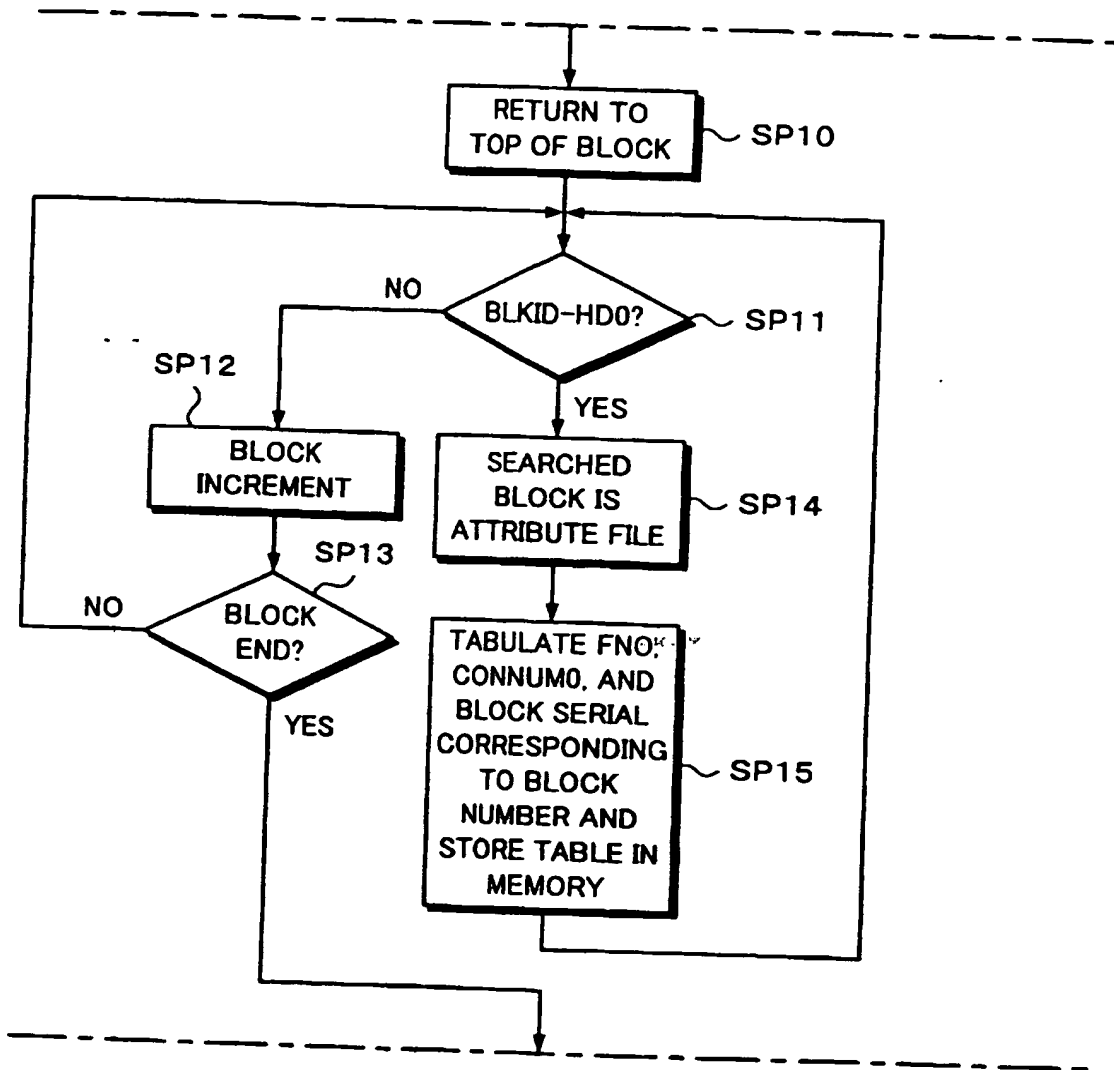 RETURN TO
TOP OF BLOCK
SP10
BLKID-HD0?
SP11
NO
YES
SP12
BLOCK
INCREMENT
SEARCHED
BLOCK IS
ATTRIBUTE FILE
SP14
SP13
BLOCK
END?
NO
YES
TABULATE FNO,
CONNUM0, AND
BLOCK SERIAL
CORRESPONDING
TO BLOCK
NUMBER AND
STORE TABLE IN
MEMORY
SP15